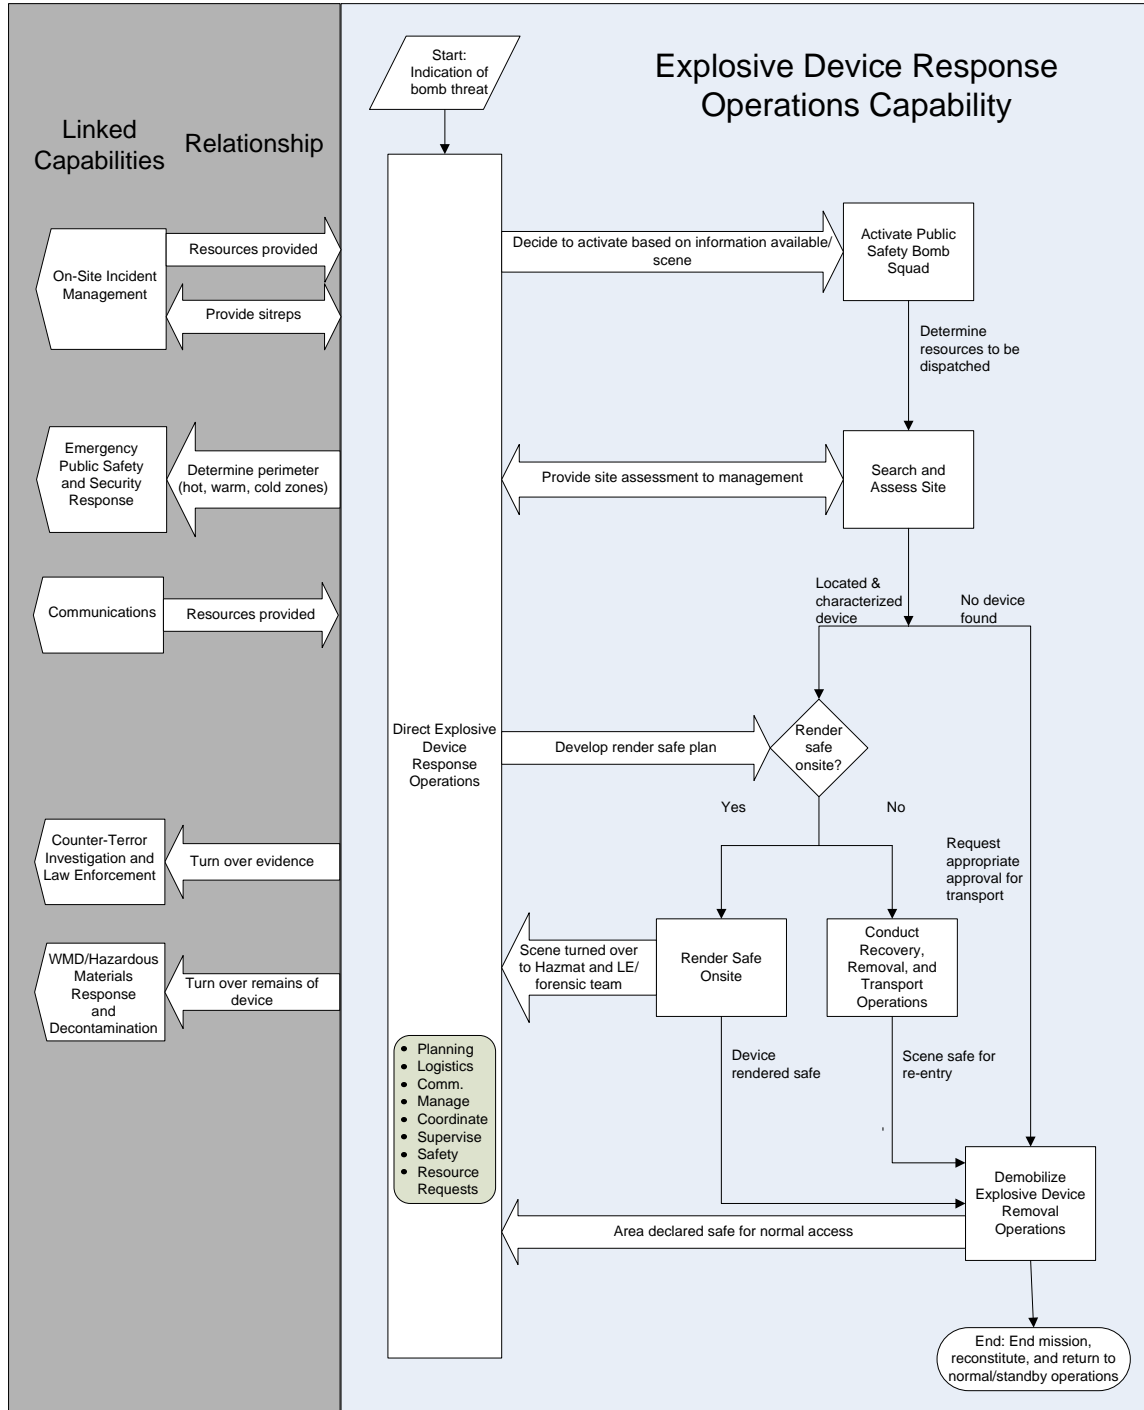 Explosive Device Response
Operations Capability
Linked
Capabilities
Relationship
Start:
Indication of
bomb threat
On-Site Incident
Management
Resources provided
Provide sitreps
Decide to activate based on information available/
scene
Activate Public
Safety Bomb
Squad
Determine
resources to be
dispatched
Emergency
Public Safety
and Security
Response
Determine perimeter
(hot, warm, cold zones)
Provide site assessment to management
Search and
Assess Site
Communications
Resources provided
Located &
characterized
device
No device
found
Direct Explosive
Device
Response
Operations
Develop render safe plan
Render
safe
onsite?
Yes
No
Counter-Terror
Investigation and
Law Enforcement
Turn over evidence
Request
appropriate
approval for
transport
WMD/Hazardous
Materials
Response
and
Decontamination
Turn over remains of
device
Scene turned over
to Hazmat and LE/
forensic team
Render Safe
Onsite
Conduct
Recovery,
Removal, and
Transport
Operations
• Planning
• Logistics
• Comm.
• Manage
• Coordinate
• Supervise
• Safety
• Resource
Requests
Device
rendered safe
Scene safe for
re-entry
Demobilize
Explosive Device
Removal
Operations
Area declared safe for normal access
End: End mission,
reconstitute, and return to
normal/standby operations